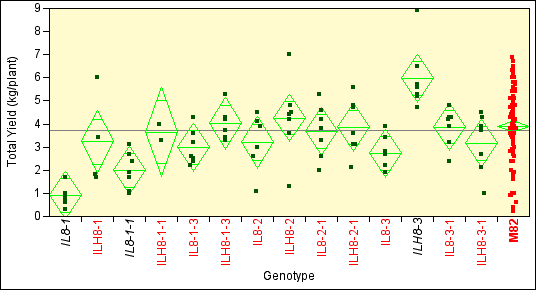 Total Yield (kg/plant)
9
8
7
6
5
4
3
2
1
0
IL8-1
ILH8-1
IL8-1-1
ILH8-1-1
IL8-1-3
ILH8-1-3
IL8-2
ILH8-2
IL8-2-1
ILH8-2-1
IL8-3
ILH8-3
IL8-3-1
ILH8-3-1
M82
Genotype